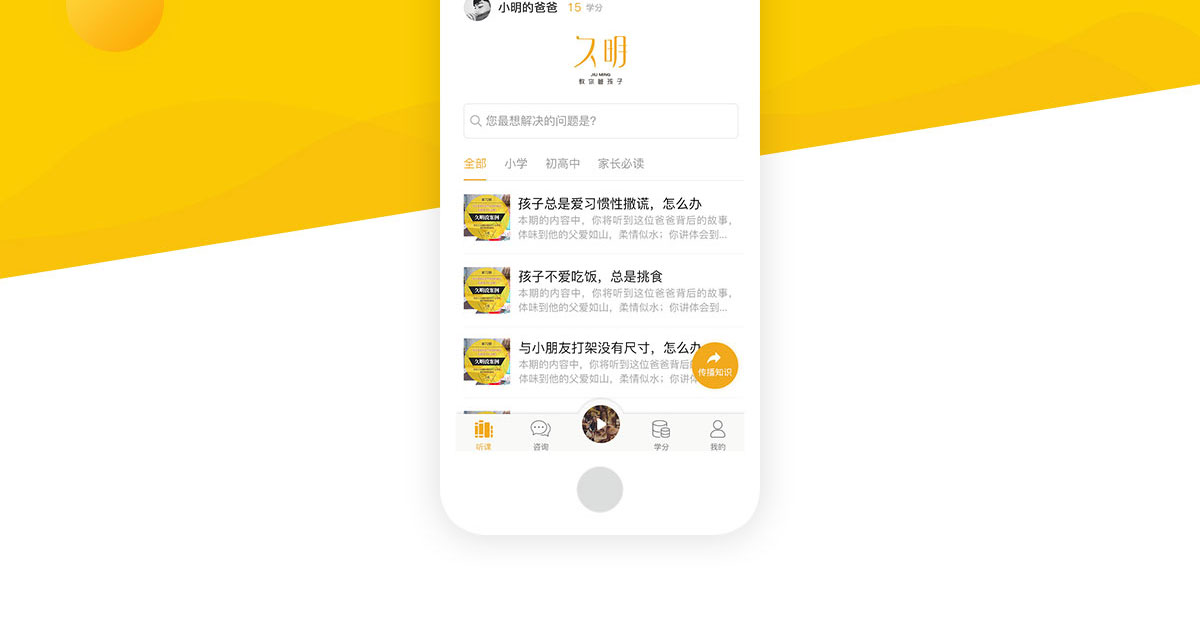 小明的爸爸 15 学分
久明
JIU MING
教您管孩子
您最想解决的问题是?
全部 小学 初高中 家长必读
孩子总是爱习惯性撒谎，怎么办
本期的内容中，你将听到这位爸爸背后的故事，
体味到他的父爱如山，柔情似水；你讲体会到...
孩子不爱吃饭，总是挑食
本期的内容中，你将听到这位爸爸背后的故事，
体味到他的父爱如山，柔情似水；你讲体会到...
与小朋友打架没有尺寸，怎么办
本期的内容中，你将听到这位爸爸背后
体味到他的父爱如山，柔情似水；你讲体
传播知识
听课 咨询 学分 我的